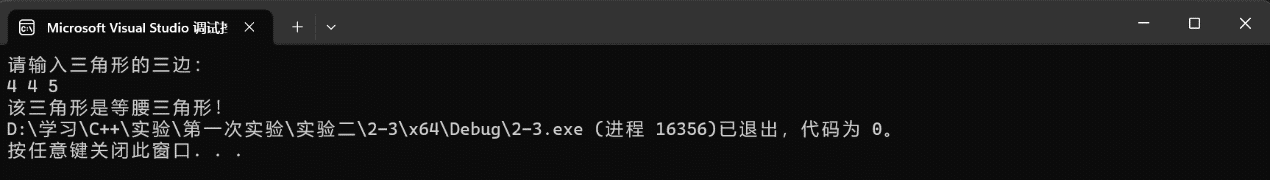 Microsoft Visual Studio 调试
请输入三角形的三边:
4 4 5
该三角形是等腰三角形!
D:\学习\C++\实验\第一次实验\实验二\2-3\x64\Debug\2-3.exe (进程 16356)已退出，代码为 0。
按任意键关闭此窗口. . .